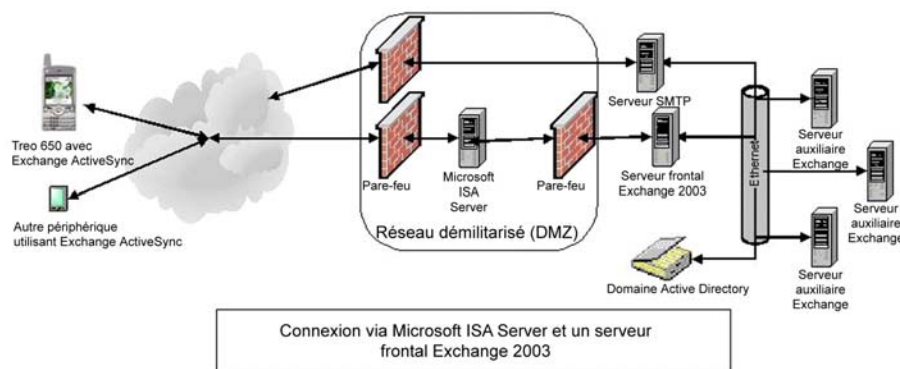 Treo 650 avec
Exchange ActiveSync
Autre périphérique
utilisant Exchange ActiveSync
Pare-feu
Microsoft
ISA
Server
Pare-feu
Réseau démilitarisé (DMZ)
Serveur SMTP
Serveur frontal
Exchange 2003
Ethernet
Serveur
auxiliaire
Exchange
Serveur
auxiliaire
Exchange
Serveur
auxiliaire
Exchange
Domaine Active Directory
Connexion via Microsoft ISA Server et un serveur
frontal Exchange 2003